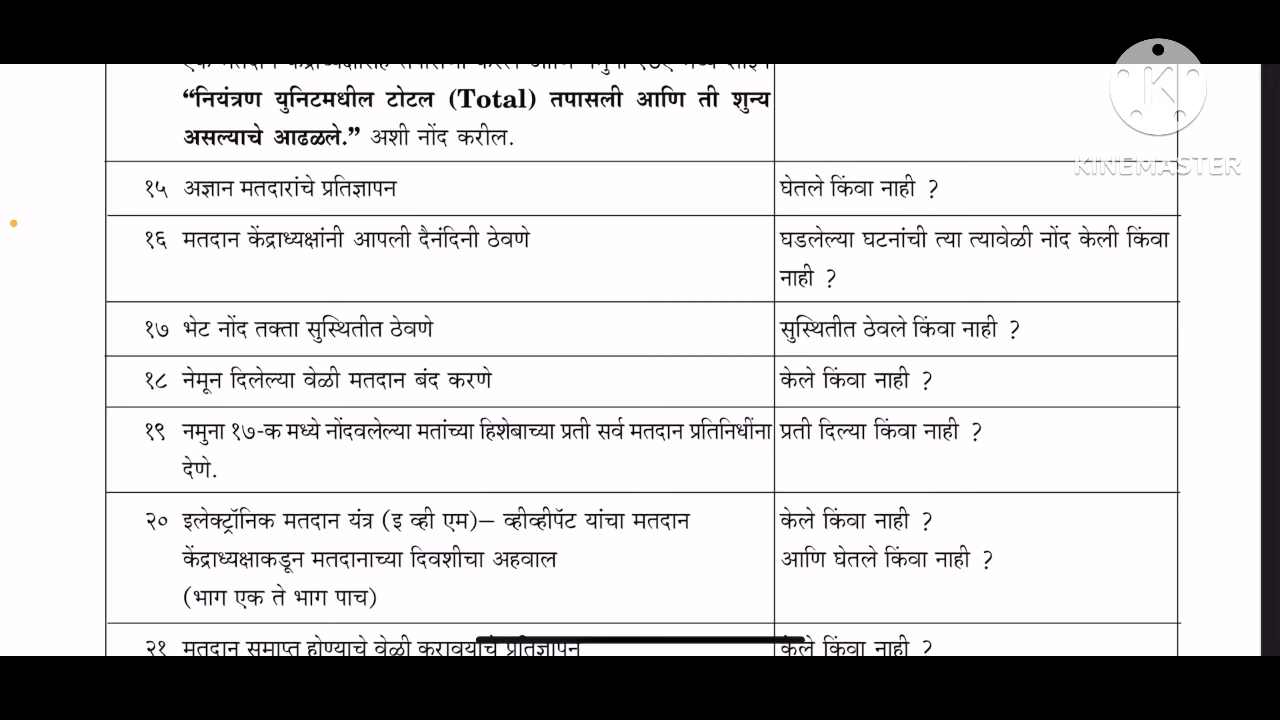 “नियंत्रण युनिटमधील टोटल (Total) तपासली आणि ती शुन्य
असल्याचे आढळले.” अशी नोंद करील.
१५ अज्ञान मतदारांचे प्रतिज्ञापन घेतले किंवा नाही ?
१६ मतदान केंद्राध्यक्षांनी आपली दैनंदिनी ठेवणे घडलेल्या घटनांची त्या त्यावेळी नोंद केली किंवा
नाही ?
१७ भेट नोंद तक्ता सुस्थितीत ठेवणे सुस्थितीत ठेवले किंवा नाही ?
१८ नेमून दिलेल्या वेळी मतदान बंद करणे केले किंवा नाही ?
१९ नमुना १७-क मध्ये नोंदवलेल्या मतांच्या हिशेबाच्या प्रती सर्व मतदान प्रतिनिधींना प्रती दिल्या किंवा नाही ?
देणे.
२० इलेक्ट्रॉनिक मतदान यंत्र (इ व्ही एम)– व्हीव्हीपॅट यांचा मतदान केले किंवा नाही ?
केंद्राध्यक्षाकडून मतदानाच्या दिवशीचा अहवाल आणि घेतले किंवा नाही ?
(भाग एक ते भाग पाच)
२१ मतदान समाप्त होण्याचे वेळी करावयाचे प्रतिज्ञापन केले किंवा नाही ?
KINEMASTER